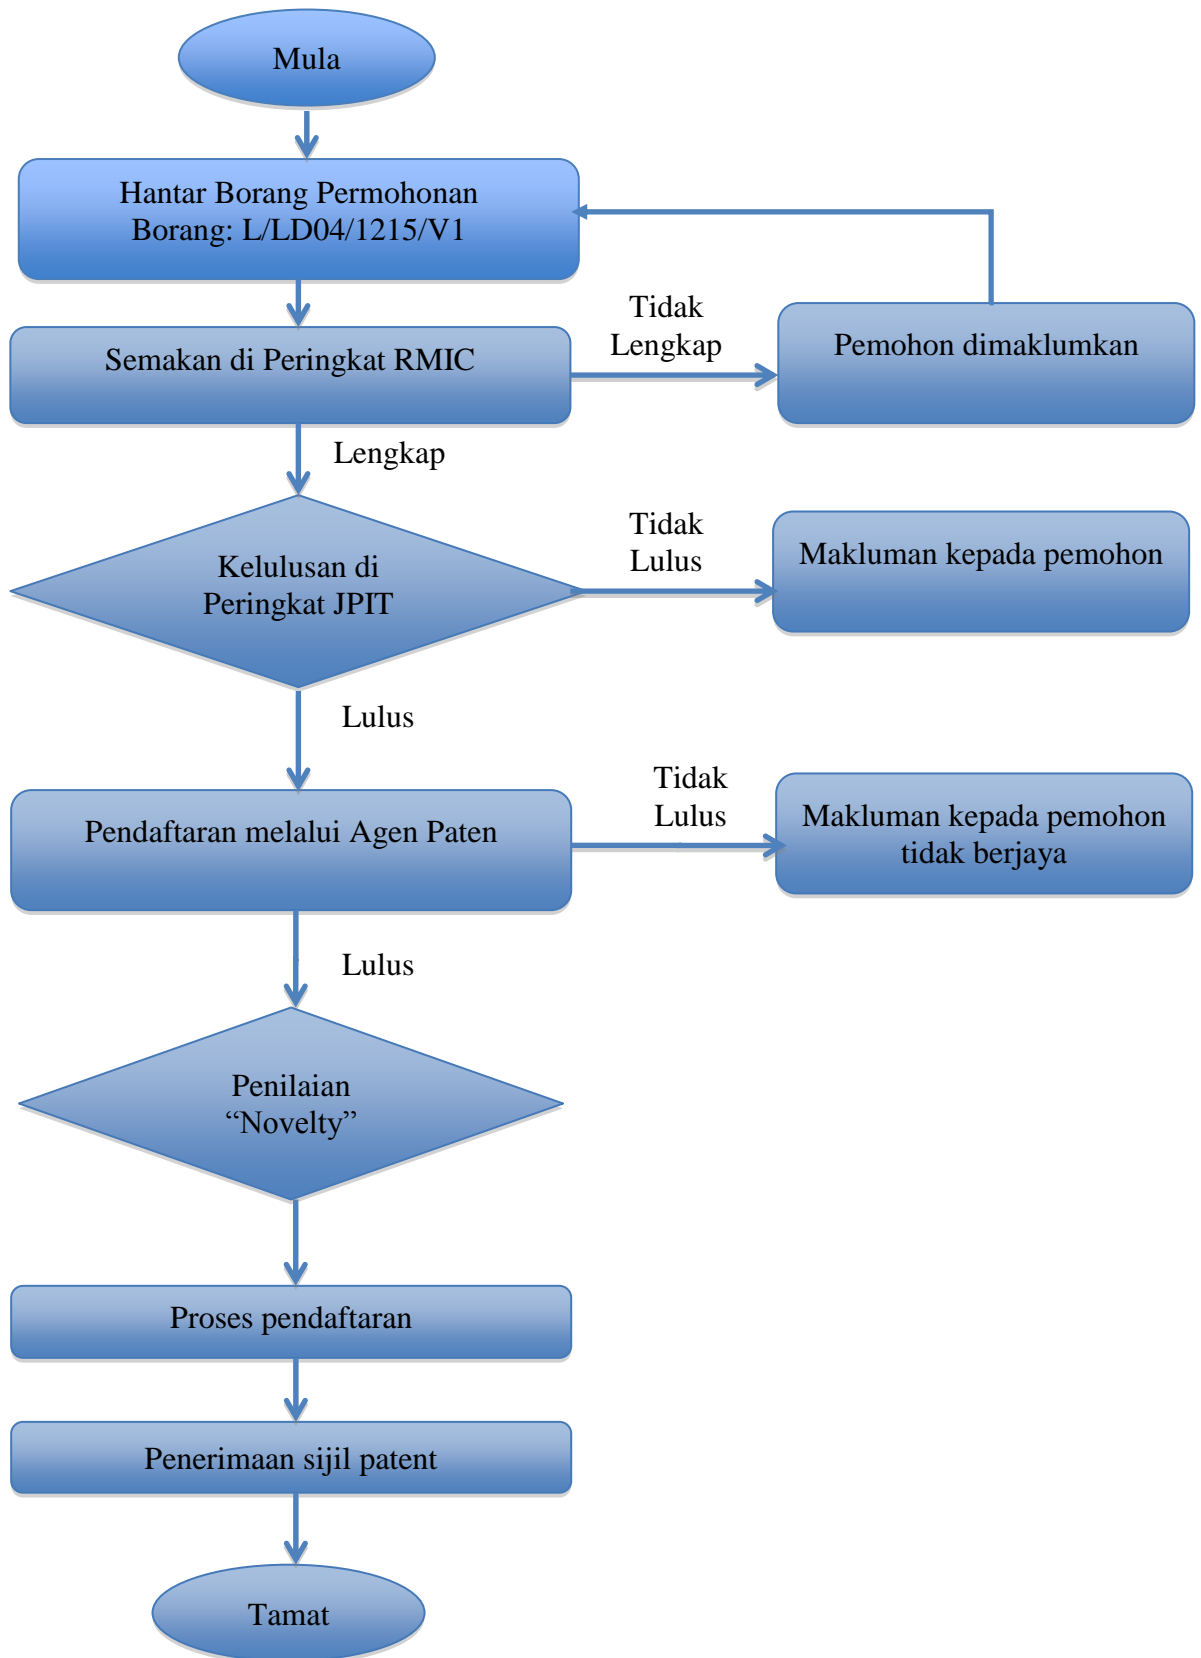 Mula
Hantar Borang Permohonan
Borang: L/LD04/1215/V1
Tidak
Lengkap
Semakan di Peringkat RMIC
Pemohon dimaklumkan
Lengkap
Tidak
Lulus
Kelulusan di
Peringkat JPIT
Makluman kepada pemohon
Lulus
Tidak
Lulus
Pendaftaran melalui Agen Paten
Makluman kepada pemohon
tidak berjaya
Lulus
Penilaian
“Novelty”
Proses pendaftaran
Penerimaan sijil patent
Tamat